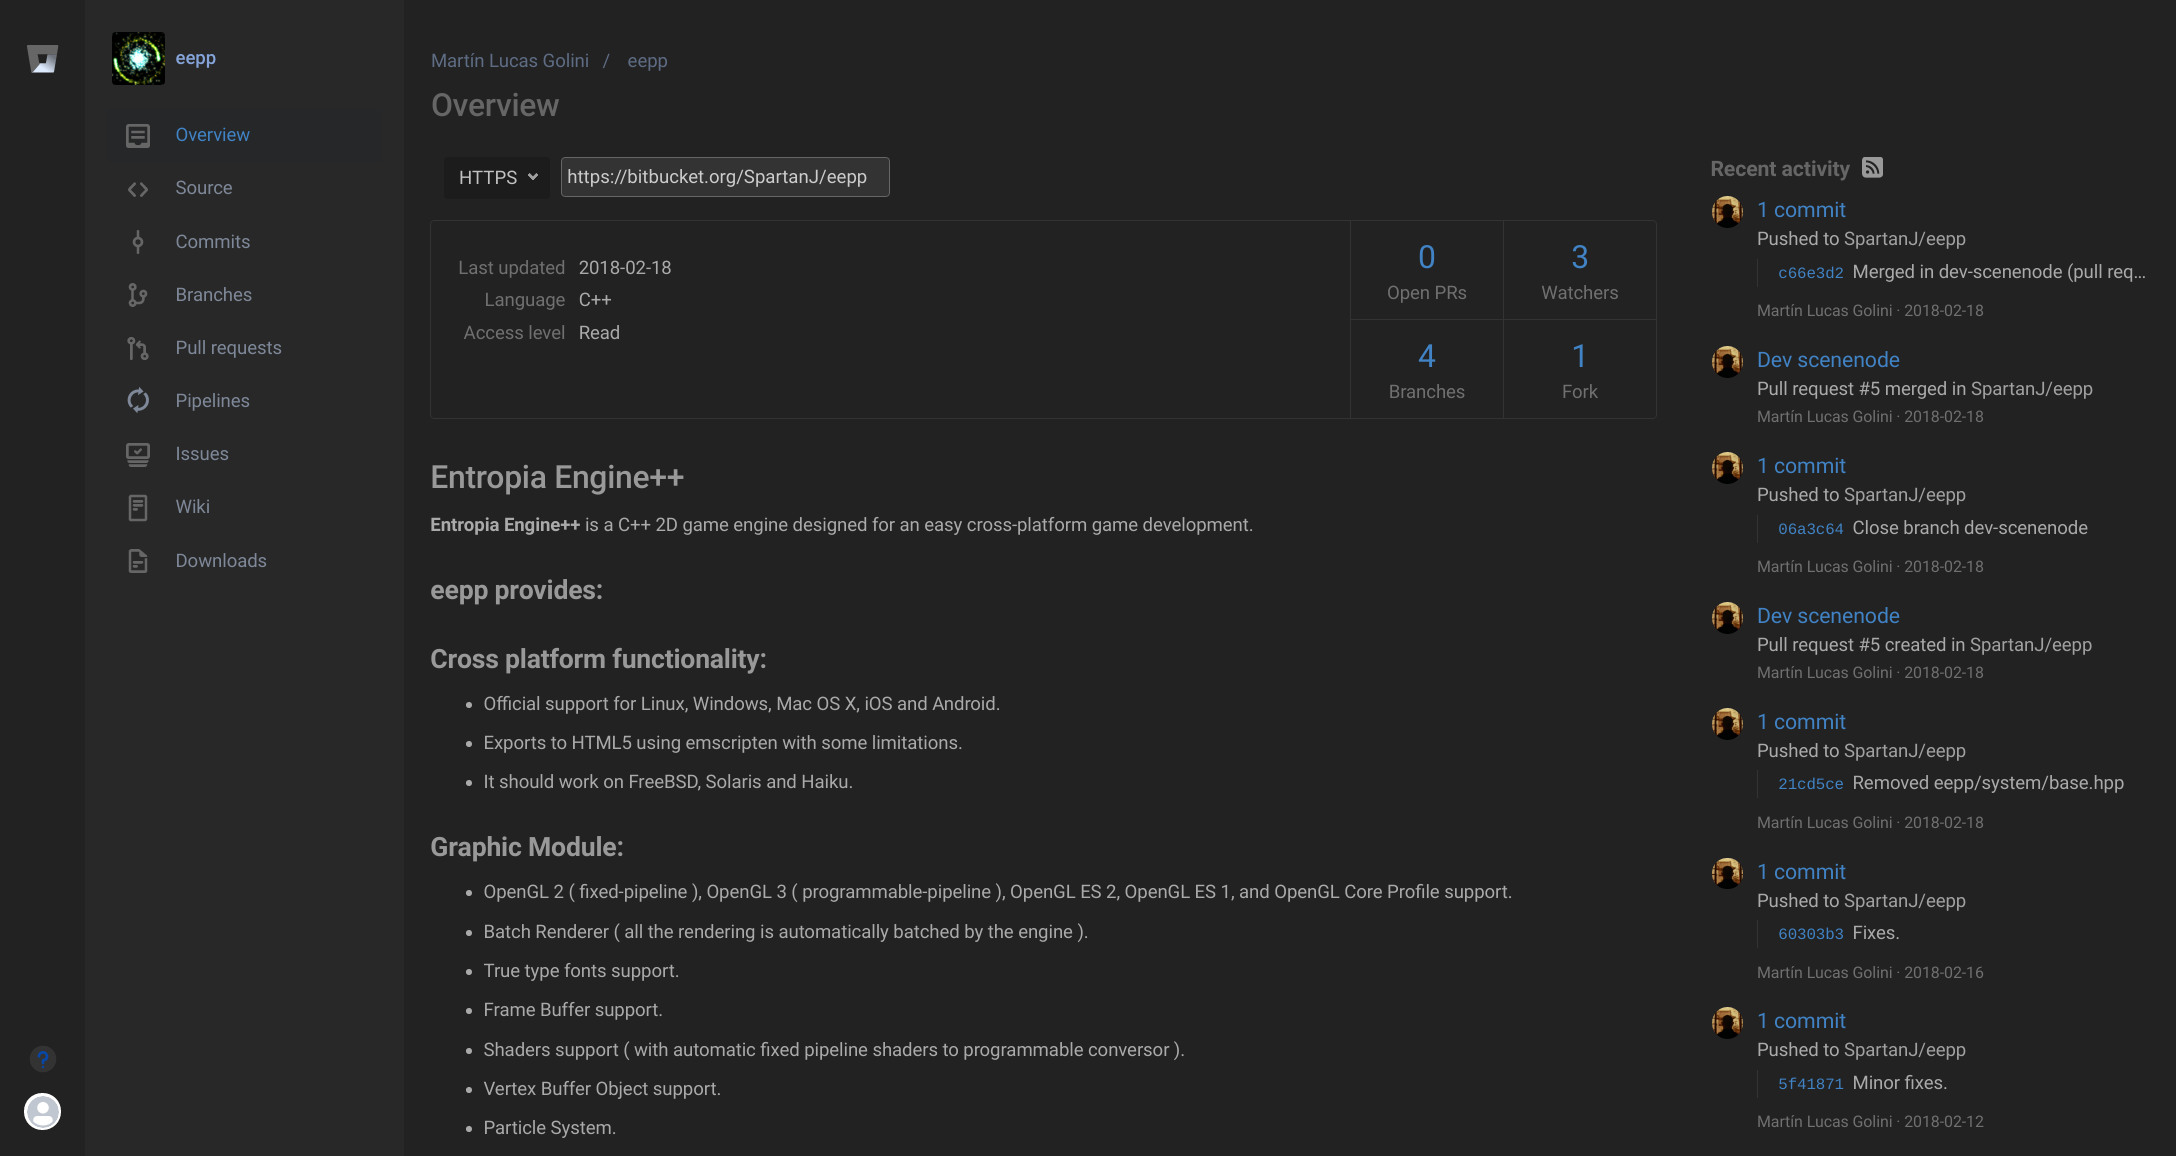 eepp
Overview
Source
Commits
Branches
Pull requests
Pipelines
Issues
Wiki
Downloads
?
Martín Lucas Golini / eepp
Overview
HTTPS
https://bitbucket.org/SpartanJ/eepp
Last updated 2018-02-18
Language C++
Access level Read
0
Open PRs
3
Watchers
4
Branches
1
Fork
Entropia Engine++
Entropia Engine++ is a C++ 2D game engine designed for an easy cross-platform game development.
eepp provides:
Cross platform functionality:
• Official support for Linux, Windows, Mac OS X, iOS and Android.
• Exports to HTML5 using emscripten with some limitations.
• It should work on FreeBSD, Solaris and Haiku.
Graphic Module:
• OpenGL 2 ( fixed-pipeline ), OpenGL 3 ( programmable-pipeline ), OpenGL ES 2, OpenGL ES 1, and OpenGL Core Profile support.
• Batch Renderer ( all the rendering is automatically batched by the engine ).
• True type fonts support.
• Frame Buffer support.
• Shaders support ( with automatic fixed pipeline shaders to programmable conversor ).
• Vertex Buffer Object support.
• Particle System.
Recent activity
1 commit
Pushed to SpartanJ/eepp
c66e3d2 Merged in dev-scenenode (pull req...
Martín Lucas Golini · 2018-02-18
Dev scenenode
Pull request #5 merged in SpartanJ/eepp
Martín Lucas Golini · 2018-02-18
1 commit
Pushed to SpartanJ/eepp
06a3c64 Close branch dev-scenenode
Martín Lucas Golini · 2018-02-18
Dev scenenode
Pull request #5 created in SpartanJ/eepp
Martín Lucas Golini · 2018-02-18
1 commit
Pushed to SpartanJ/eepp
21cd5ce Removed eepp/system/base.hpp
Martín Lucas Golini · 2018-02-18
1 commit
Pushed to SpartanJ/eepp
60303b3 Fixes.
Martín Lucas Golini · 2018-02-16
1 commit
Pushed to SpartanJ/eepp
5f41871 Minor fixes.
Martín Lucas Golini · 2018-02-12